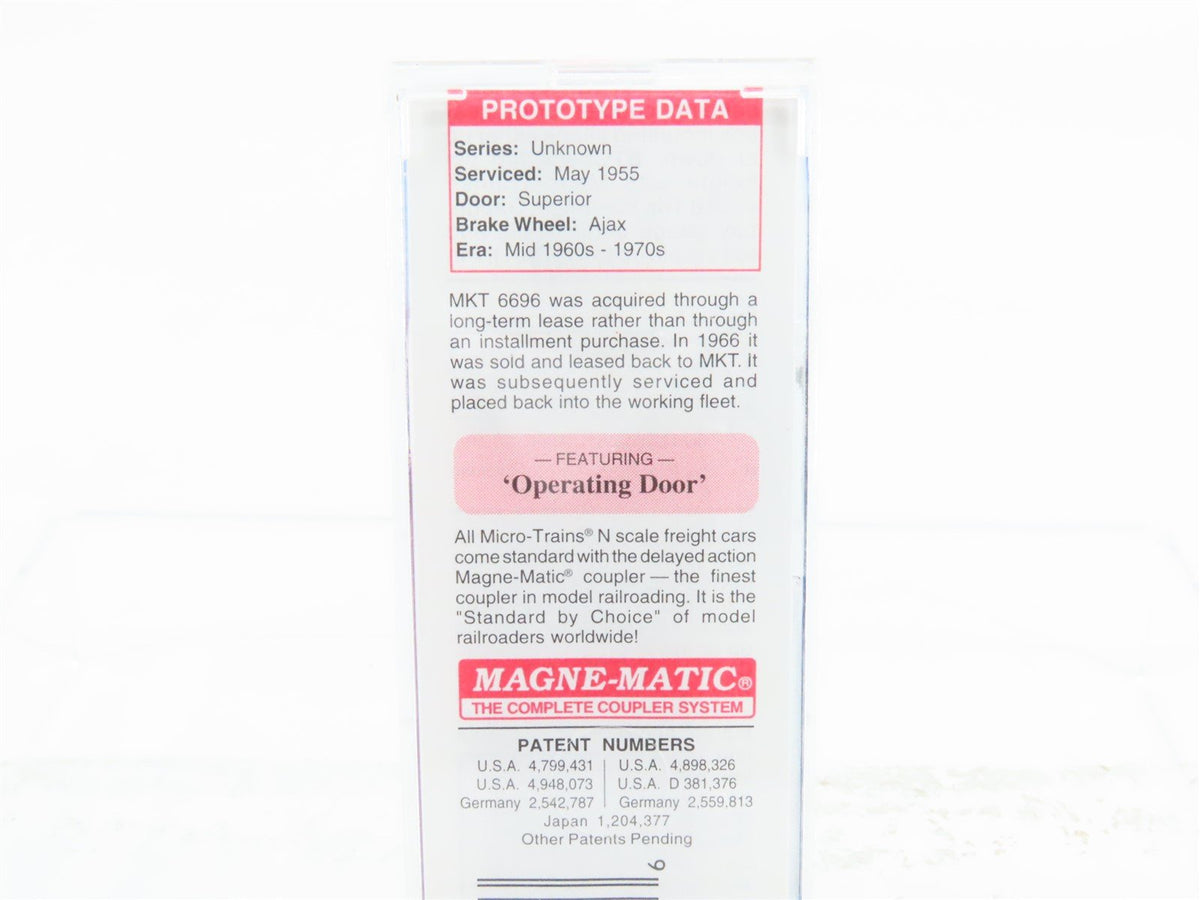 PROTOTYPE DATA
Series: Unknown
Serviced: May 1955
Door: Superior
Brake Wheel: Ajax
Era: Mid 1960s - 1970s
MKT 6696 was acquired through a
long-term lease rather than through
an installment purchase. In 1966 it
was sold and leased back to MKT. It
was subsequently serviced and
placed back into the working fleet.
— FEATURING —
‘Operating Door’
All Micro-Trains® N scale freight cars
come standard with the delayed action
Magne-Matic® coupler — the finest
coupler in model railroading. It is the
"Standard by Choice" of model
railroaders worldwide!
MAGNE-MATIC®
THE COMPLETE COUPLER SYSTEM
PATENT NUMBERS
U.S.A. 4,799,431 U.S.A. 4,898,326
U.S.A. 4,948,073 U.S.A. D 381,376
Germany 2,542,787 Germany 2,559.813
Japan 1,204,377
Other Patents Pending
9